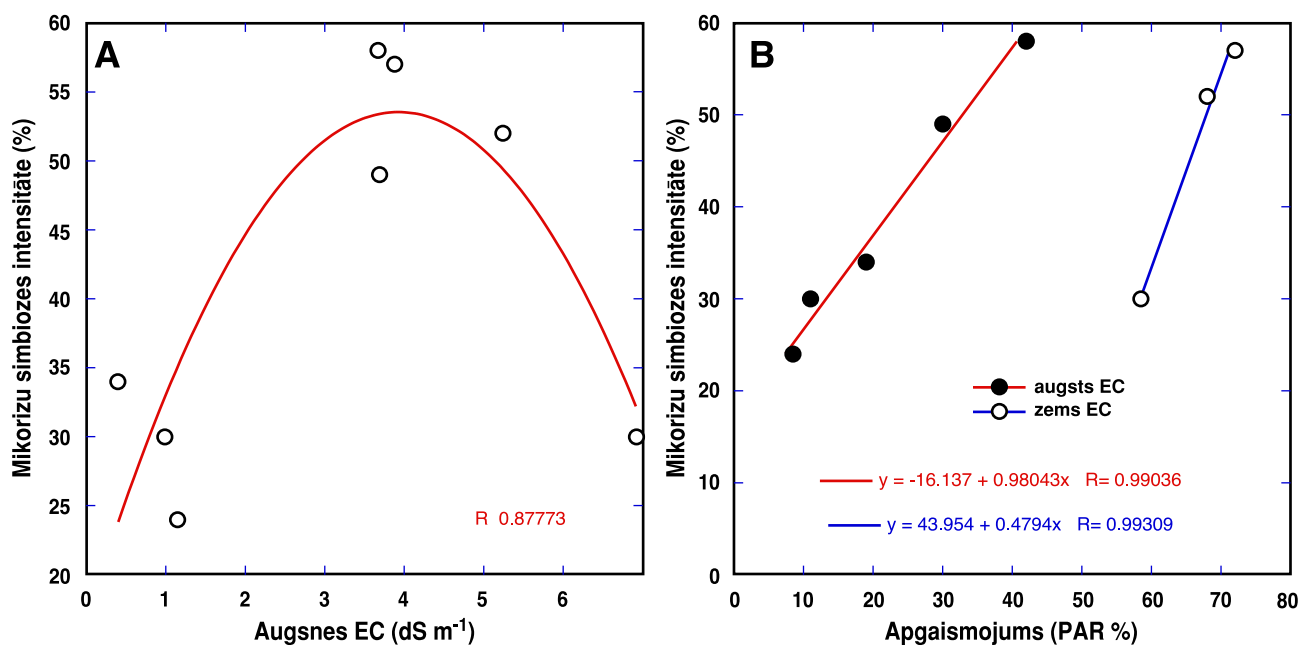 A
Mikorizu simbiozes intensitāte (%)
60
55
50
45
40
35
30
25
20
R 0.87773
0 1 2 3 4 5 6
Augsnes EC (dS m⁻¹)
B
Mikorizu simbiozes intensitāte (%)
60
50
40
30
20
10
0
augsts EC
zems EC
y = -16.137 + 0.98043x R= 0.99036
y = 43.954 + 0.4794x R= 0.99309
0 10 20 30 40 50 60 70 80
Apgaismojums (PAR %)